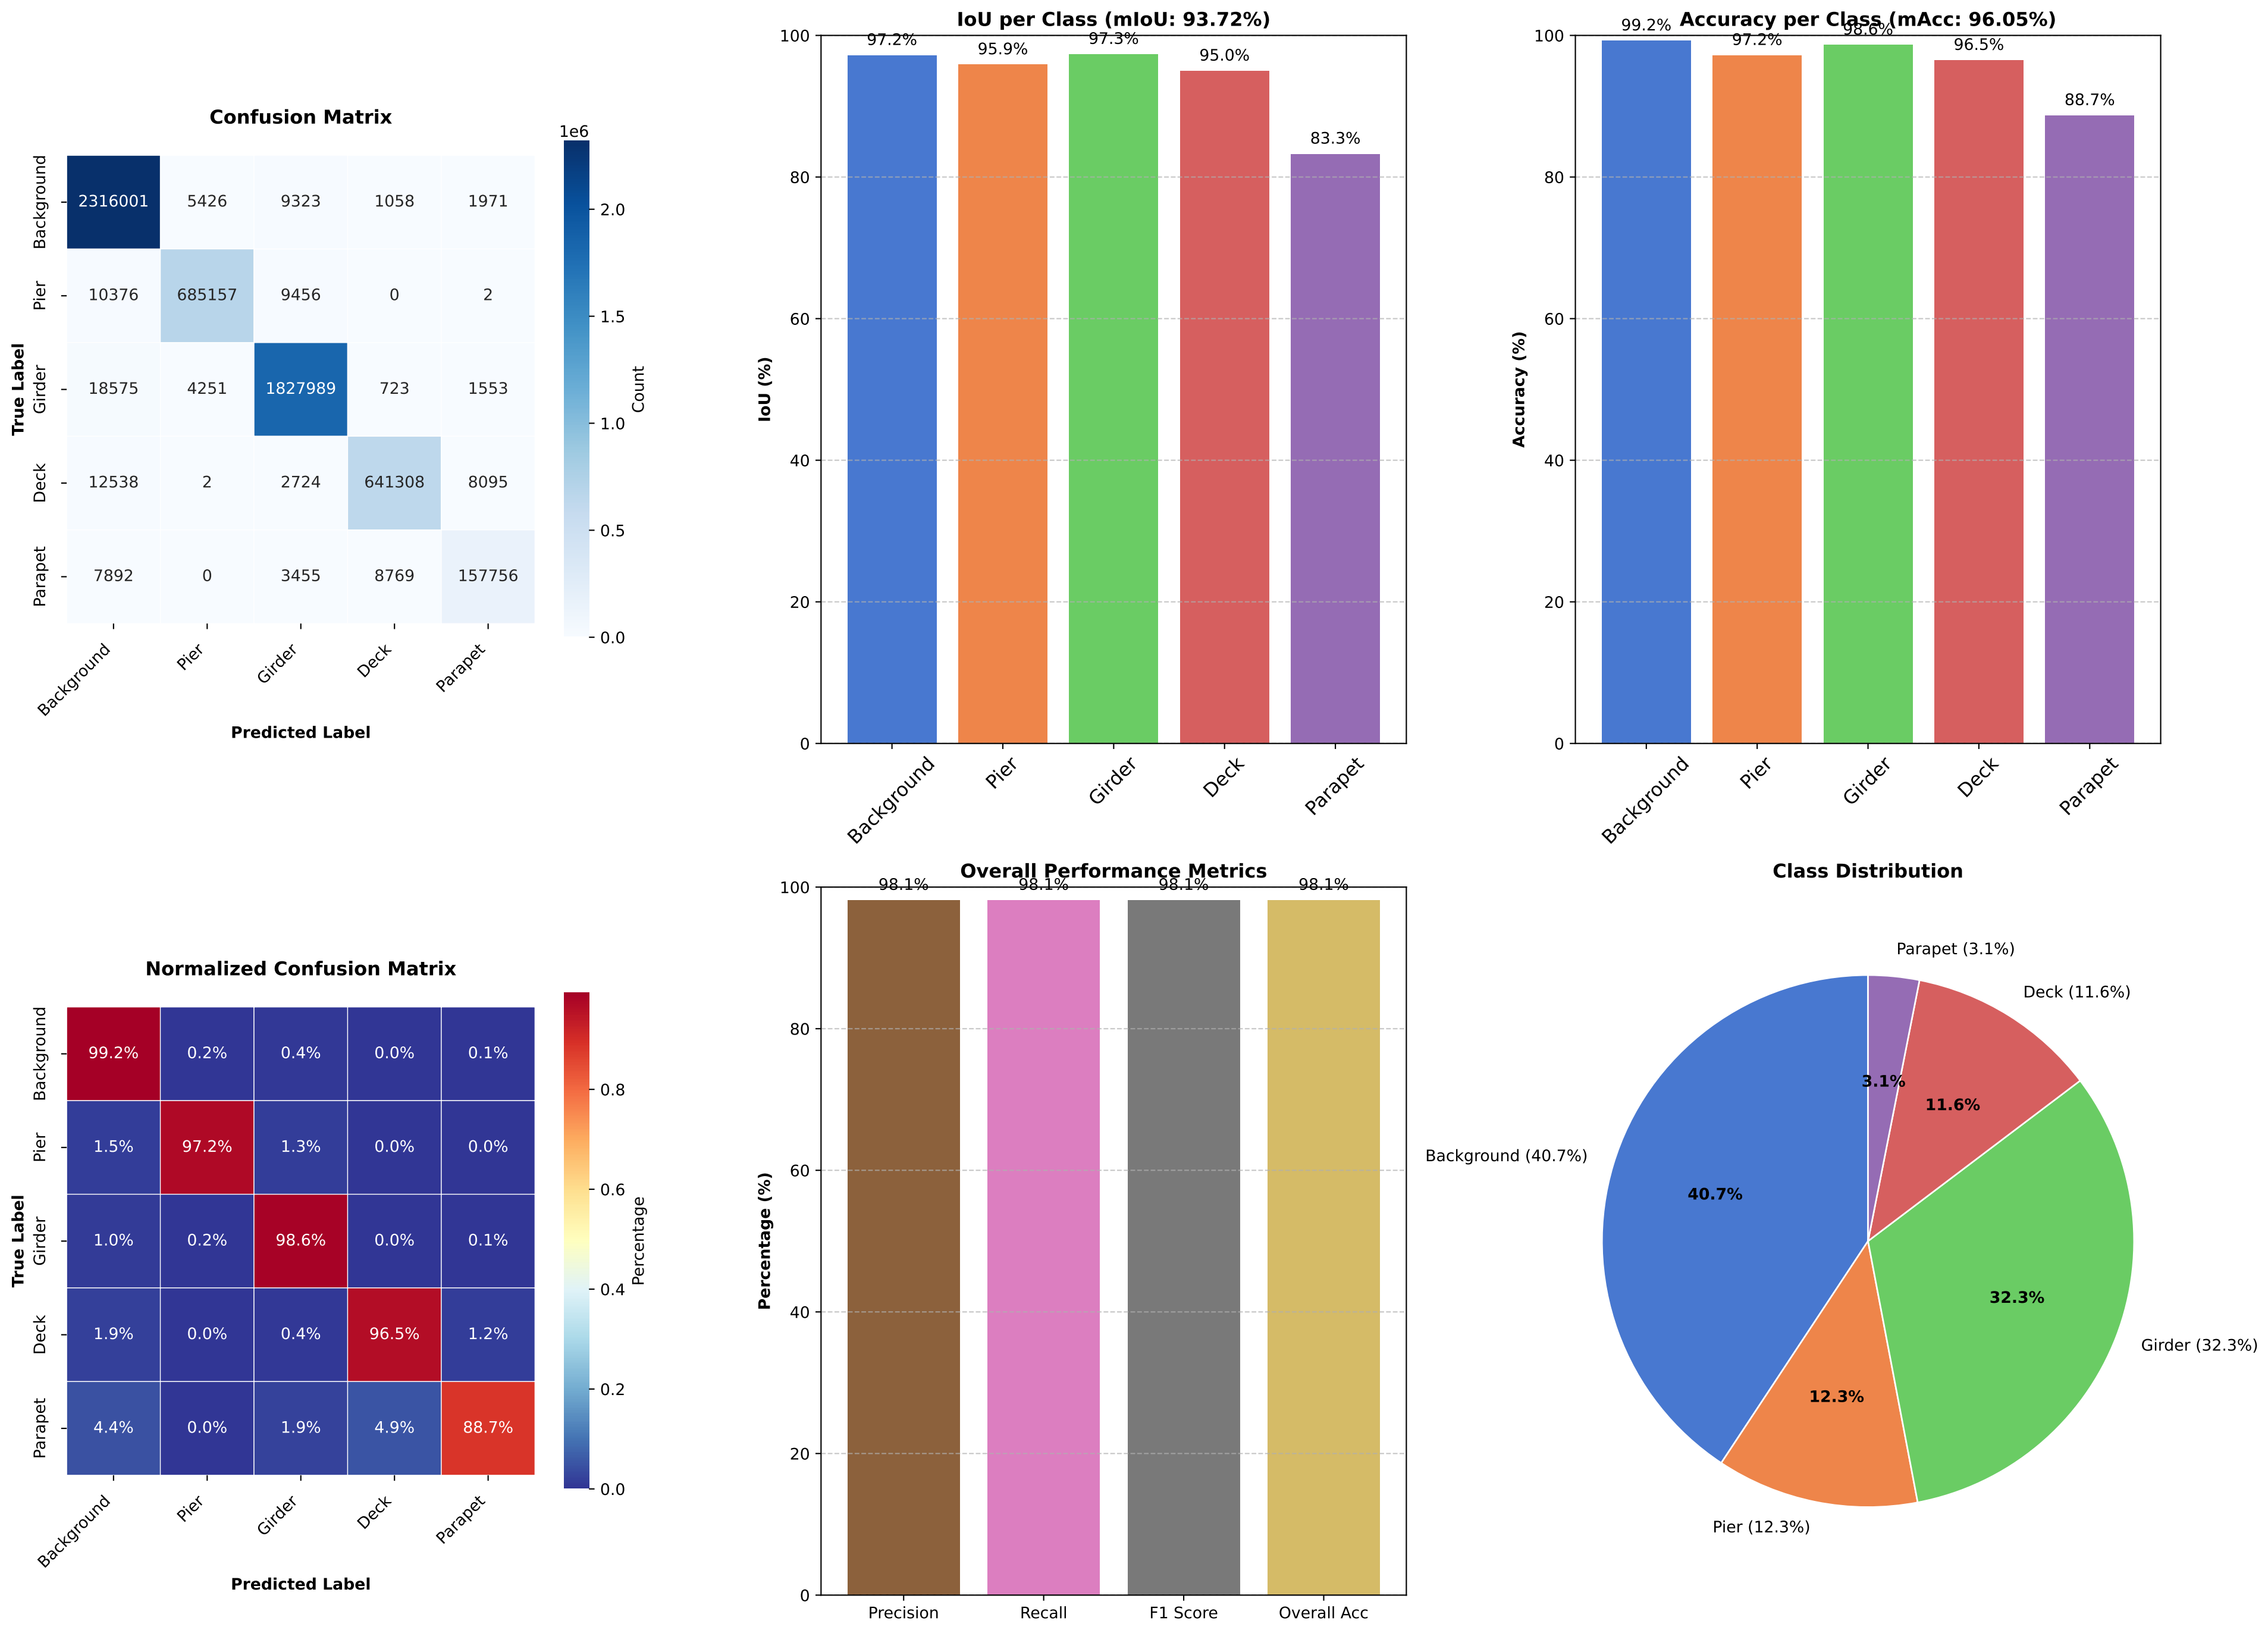 Confusion Matrix
1e6
Background 2316001 5426 9323 1058 1971
Pier 10376 685157 9456 0 2
Girder 18575 4251 1827989 723 1553
Deck 12538 2 2724 641308 8095
Parapet 7892 0 3455 8769 157756
True Label
Background Pier Girder Deck Parapet
Predicted Label
2.0
1.5
1.0
0.5
0.0
Count
IoU per Class (mIoU: 93.72%)
100
80
60
40
20
0
IoU (%)
97.2% 95.9% 97.3% 95.0% 83.3%
Background Pier Girder Deck Parapet
Accuracy per Class (mAcc: 96.05%)
100
80
60
40
20
0
Accuracy (%)
99.2% 97.2% 98.6% 96.5% 88.7%
Background Pier Girder Deck Parapet
Normalized Confusion Matrix
Background 99.2% 0.2% 0.4% 0.0% 0.1%
Pier 1.5% 97.2% 1.3% 0.0% 0.0%
Girder 1.0% 0.2% 98.6% 0.0% 0.1%
Deck 1.9% 0.0% 0.4% 96.5% 1.2%
Parapet 4.4% 0.0% 1.9% 4.9% 88.7%
True Label
Background Pier Girder Deck Parapet
Predicted Label
0.8
0.6
0.4
0.2
0.0
Percentage
Overall Performance Metrics
100
80
60
40
20
0
Percentage (%)
98.1% 98.1% 98.1% 98.1%
Precision Recall F1 Score Overall Acc
Class Distribution
Parapet (3.1%)
Deck (11.6%)
3.1%
11.6%
Background (40.7%)
40.7%
32.3%
Girder (32.3%)
12.3%
Pier (12.3%)